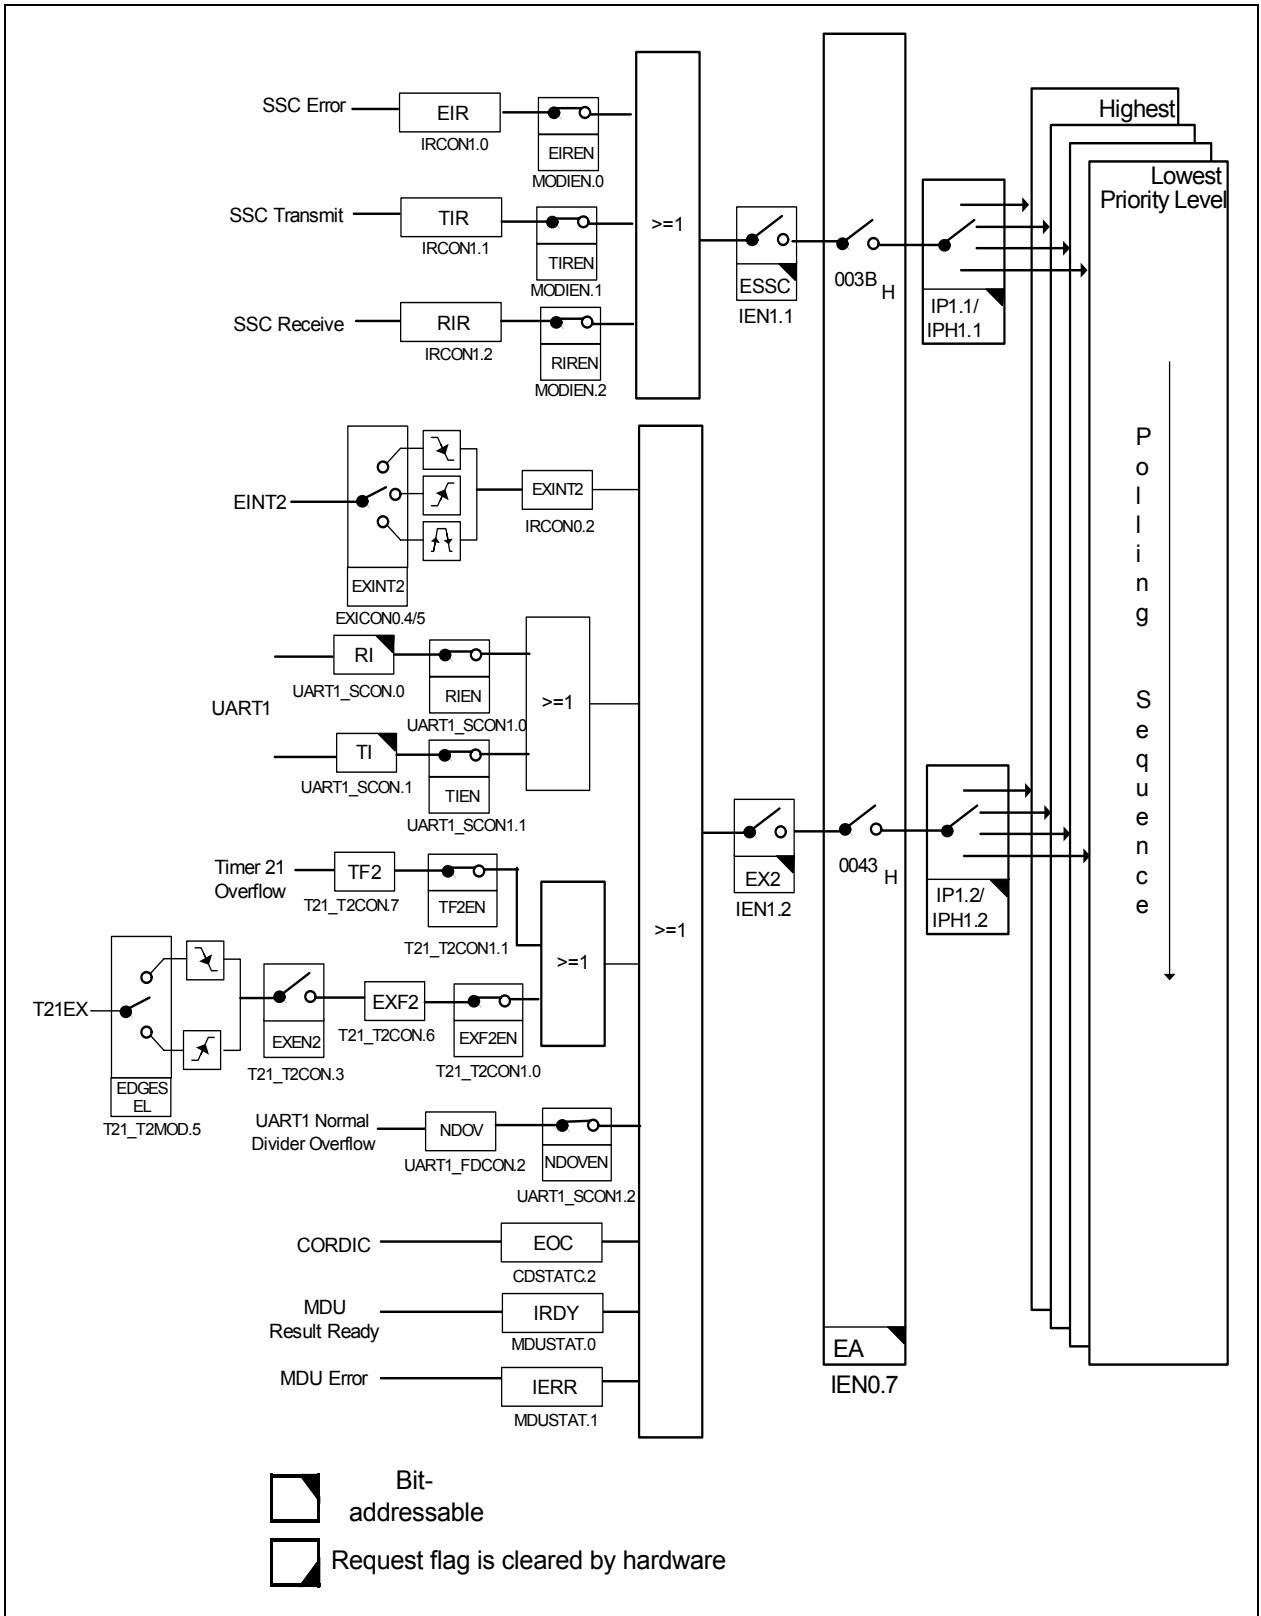 Highest
Lowest
Priority Level
SSC Error
EIR
IRCON1.0
EIREN
MODIEN.0
SSC Transmit
TIR
IRCON1.1
TIREN
MODIEN.1
SSC Receive
RIR
IRCON1.2
RIREN
MODIEN.2
>=1
ESSC
IEN1.1
003B H
IP1.1/
IPH1.1
EINT2
EXINT2
EXICON0.4/5
EXINT2
IRCON0.2
UART1
RI
UART1_SCON.0
RIEN
UART1_SCON1.0
TI
UART1_SCON.1
TIEN
UART1_SCON1.1
>=1
Timer 21
Overflow
TF2
T21_T2CON.7
TF2EN
T21_T2CON1.1
T21EX
EDGES
EL
T21_T2MOD.5
EXEN2
T21_T2CON.3
EXF2
T21_T2CON.6
EXF2EN
T21_T2CON1.0
>=1
UART1 Normal
Divider Overflow
NDOV
UART1_FDCON.2
NDOVEN
UART1_SCON1.2
CORDIC
EOC
CDSTATC.2
MDU
Result Ready
IRDY
MDUSTAT.0
MDU Error
IERR
MDUSTAT.1
>=1
EX2
IEN1.2
0043 H
IP1.2/
IPH1.2
EA
IEN0.7
Polling Sequence
Bit-
addressable
Request flag is cleared by hardware